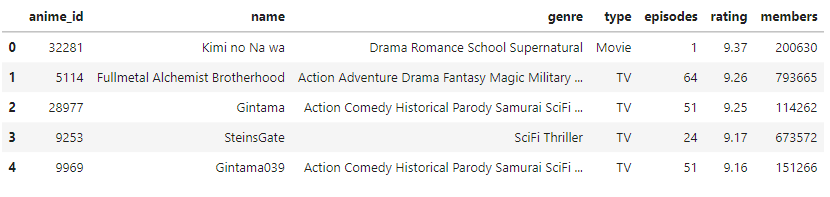 anime_id name genre type episodes rating members
0 32281 Kimi no Na wa Drama Romance School Supernatural Movie 1 9.37 200630
1 5114 Fullmetal Alchemist Brotherhood Action Adventure Drama Fantasy Magic Military ... TV 64 9.26 793665
2 28977 Gintama Action Comedy Historical Parody Samurai SciFi ... TV 51 9.25 114262
3 9253 SteinsGate SciFi Thriller TV 24 9.17 673572
4 9969 Gintama039 Action Comedy Historical Parody Samurai SciFi ... TV 51 9.16 151266